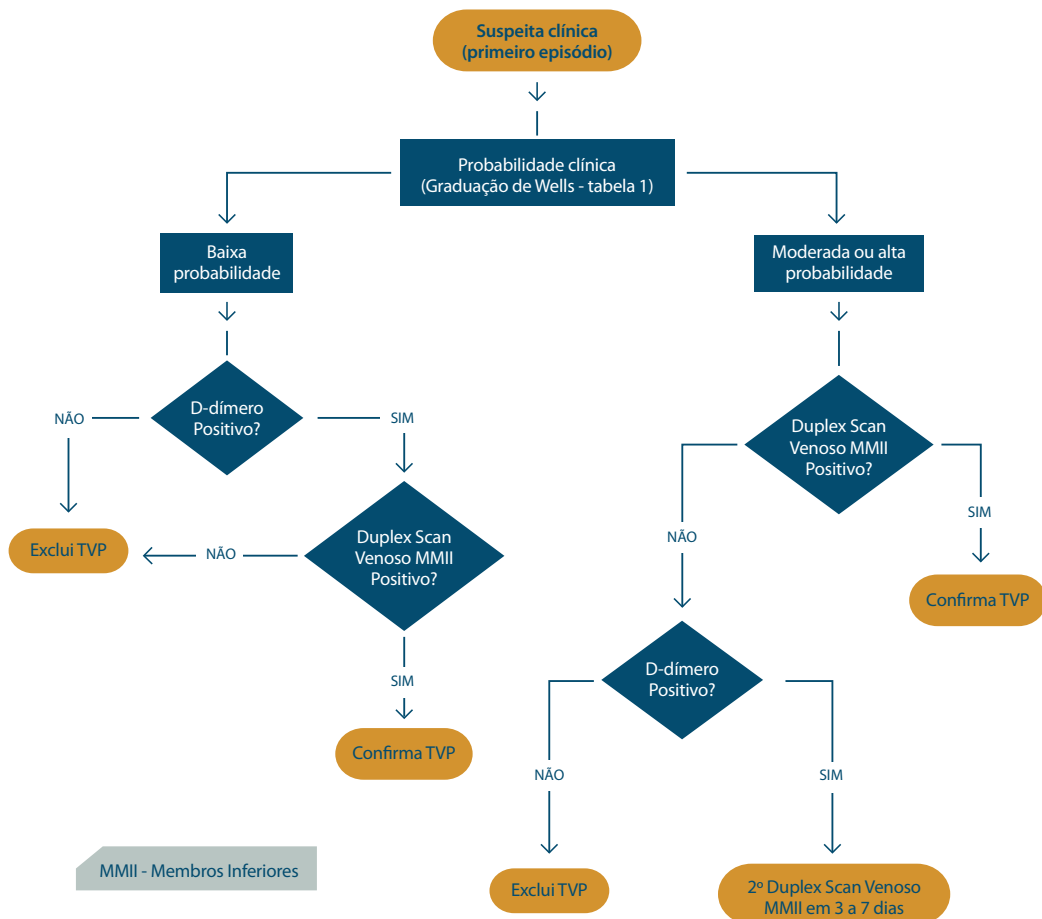 Suspeita clínica
(primeiro episódio)
Probabilidade clínica
(Graduação de Wells - tabela 1)
Baixa
probabilidade
Moderada ou alta
probabilidade
D-dímero
Positivo?
NÃO
SIM
Duplex Scan
Venoso MMII
Positivo?
NÃO
SIM
Exclui TVP
NÃO
Duplex Scan
Venoso MMII
Positivo?
SIM
Confirma TVP
Confirma TVP
D-dímero
Positivo?
NÃO
SIM
Exclui TVP
2º Duplex Scan Venoso
MMII em 3 a 7 dias
MMII - Membros Inferiores